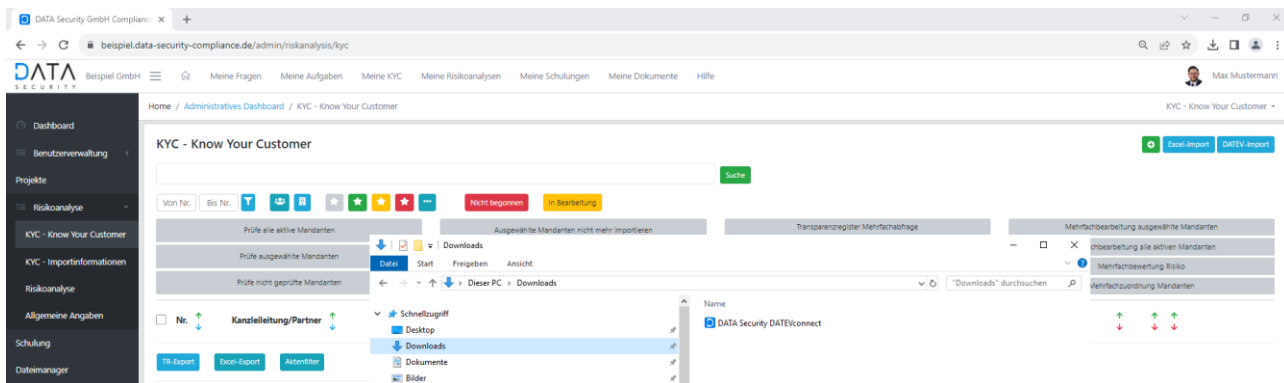 DATA Security GmbH Compliance
beispiel.data-security-compliance.de/admin/riskanalysis/kyc
DATA SECURITY Beispiel GmbH Meine Fragen Meine Aufgaben Meine KYC Meine Risikoanalysen Meine Schulungen Meine Dokumente Hilfe Max Mustermann
Home / Administratives Dashboard / KYC - Know Your Customer KYC - Know Your Customer
Dashboard
Benutzerverwaltung
Projekte
Risikoanalyse
KYC - Know Your Customer
KYC - Importinformationen
Risikoanalyse
Allgemeine Angaben
Schulung
Dateimanager
KYC - Know Your Customer Excel-Import DATEV-Import
Suche
Von Nr. Bis Nr. Nicht begonnen In Bearbeitung
Prüfe alle aktive Mandanten Ausgewählte Mandanten nicht mehr importieren Transparenzregister Mehrfachabfrage Mehrfachbearbeitung ausgewählte Mandanten
Prüfe ausgewählte Mandanten chbearbeitung alle aktiven Mandanten
Mehrfachbewertung Risiko
Prüfe nicht geprüfte Mandanten Mehrfachzuordnung Mandanten
Nr. Kanzleileitung/Partner
TR-Export Excel-Export Aktenfilter
Downloads
Datei Start Freigeben Ansicht
Dieser PC Downloads "Downloads" durchsuchen
Schnellzugriff
Desktop
Downloads
Dokumente
Bilder
Name
DATA Security DATEVconnect